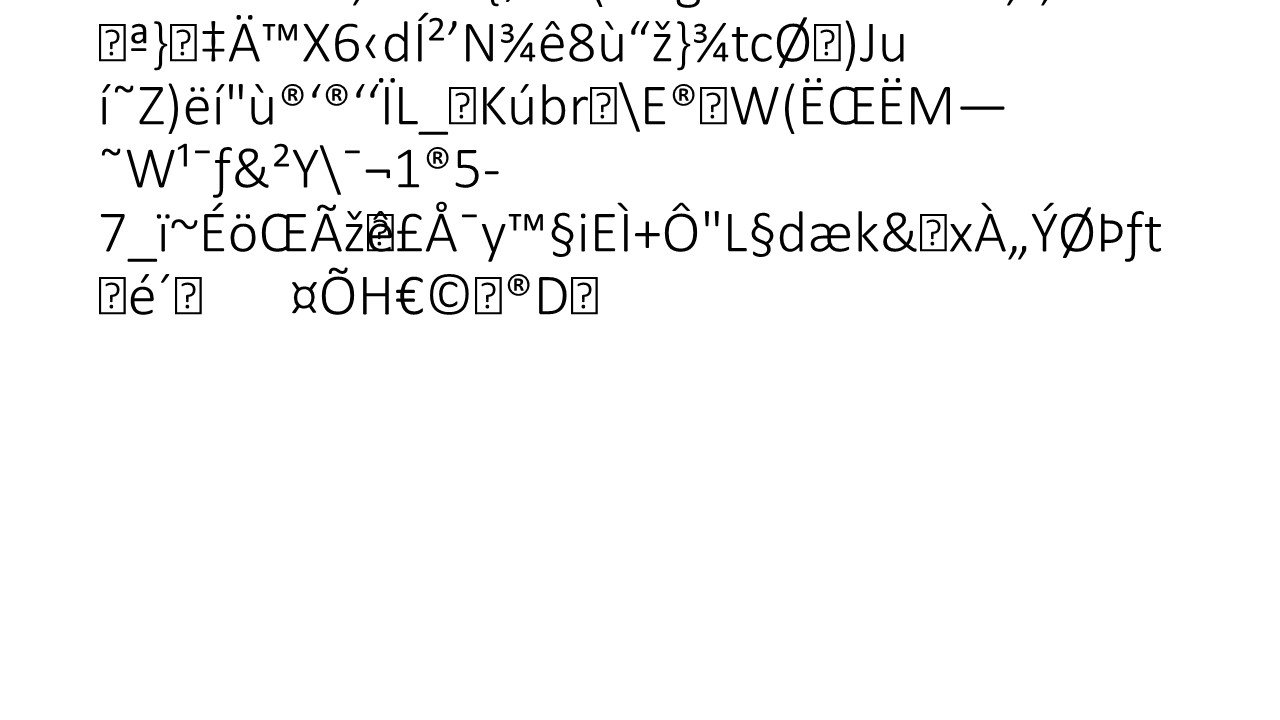 ª}‡Ä™X6‹dÍ²’N¾ê8ù“ž}¾tcØ)Ju
í˜Z)ëí"ù®‘®‘‘ÏL_Kúbr\E®W(ËŒËM—
˜W¹¯ƒ&²Y\¯¬1®5-
7_ï~ÉöŒÃžê£Å¯y™§iEÌ+Ô"L§dæk&xÀ„ÝØÞƒt
é´ ¤ÕH€©®D